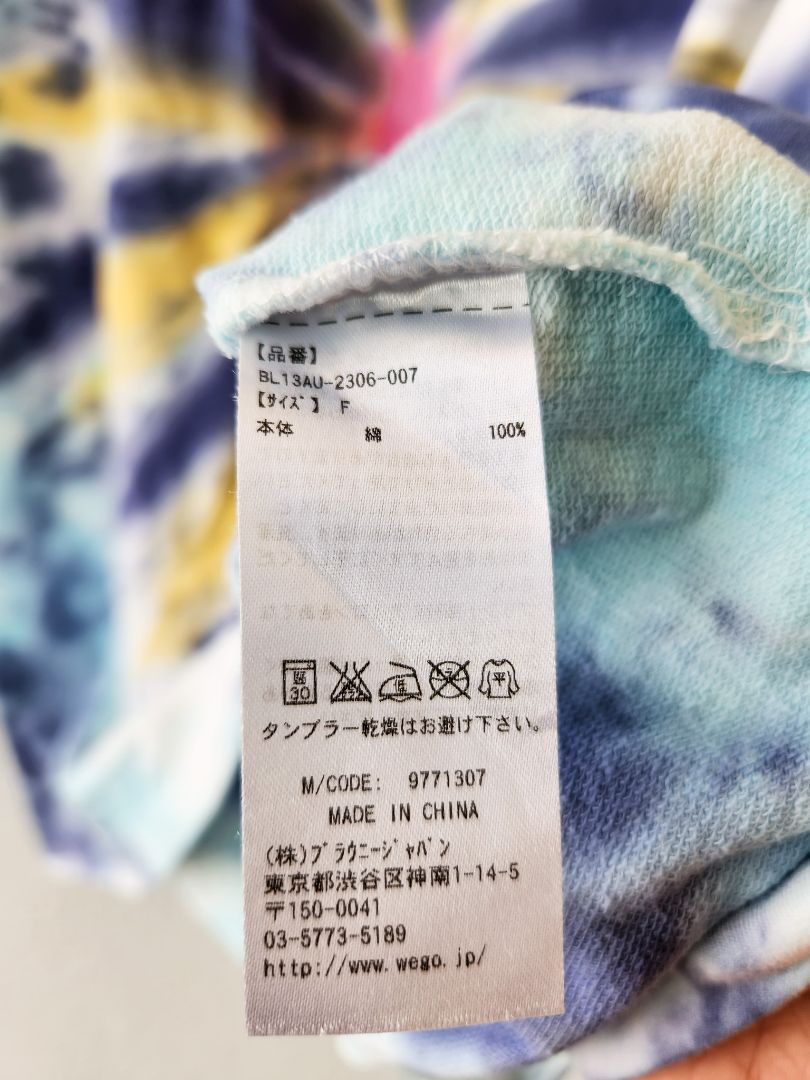 【品番】
BL13AU-2306-007
【ｻｲｽﾞ】 F
本体 綿 100%
30
低 平
タンブラー乾燥はお避け下さい。
M/CODE: 9771307
MADE IN CHINA
(株)ﾌﾞﾗｳﾆｰｼﾞｬﾊﾟﾝ
東京都渋谷区神南1-14-5
〒150-0041
03-5773-5189
http://www.wego.jp/